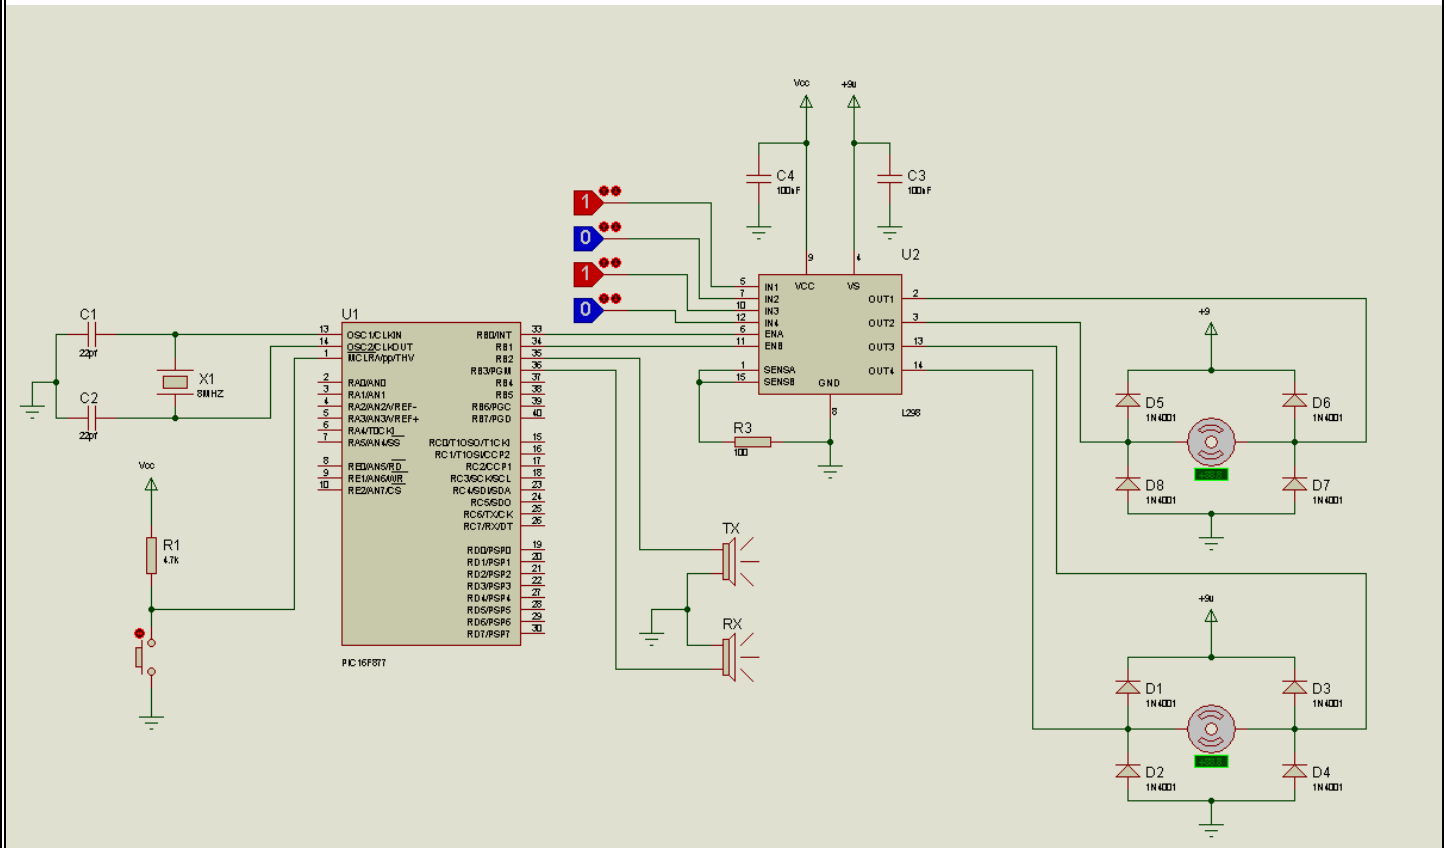 Vcc
+9u
C4
100nF
C3
100nF
1
0
1
0
U2
9
4
VCC
VS
5
IN1
7
IN2
10
IN3
12
IN4
6
ENA
11
ENB
1
SENSA
15
SENSB
GND
8
OUT1
2
OUT2
3
OUT3
13
OUT4
14
L298
R3
100
C1
22pf
C2
22pf
X1
8MHZ
U1
13
OSC1/CLKIN
14
OSC2/CLKOUT
1
MCLR/Vpp/THV
2
RA0/AN0
3
RA1/AN1
4
RA2/AN2/VREF-
5
RA3/AN3/VREF+
6
RA4/T0CKI
7
RA5/AN4/SS
8
RE0/AN5/RD
9
RE1/AN6/WR
10
RE2/AN7/CS
RB0/INT
33
RB1
34
RB2
35
RB3/PGM
36
RB4
37
RB5
38
RB6/PGC
39
RB7/PGD
40
RC0/T1OSO/T1CKI
15
RC1/T1OSI/CCP2
16
RC2/CCP1
17
RC3/SCK/SCL
18
RC4/SDI/SDA
23
RC5/SDO
24
RC6/TX/CK
25
RC7/RX/DT
26
RD0/PSP0
19
RD1/PSP1
20
RD2/PSP2
21
RD3/PSP3
22
RD4/PSP4
27
RD5/PSP5
28
RD6/PSP6
29
RD7/PSP7
30
PIC16F877
Vcc
R1
4.7k
TX
RX
+9
D5
1N4001
D6
1N4001
D8
1N4001
D7
1N4001
+9u
D1
1N4001
D3
1N4001
D2
1N4001
D4
1N4001